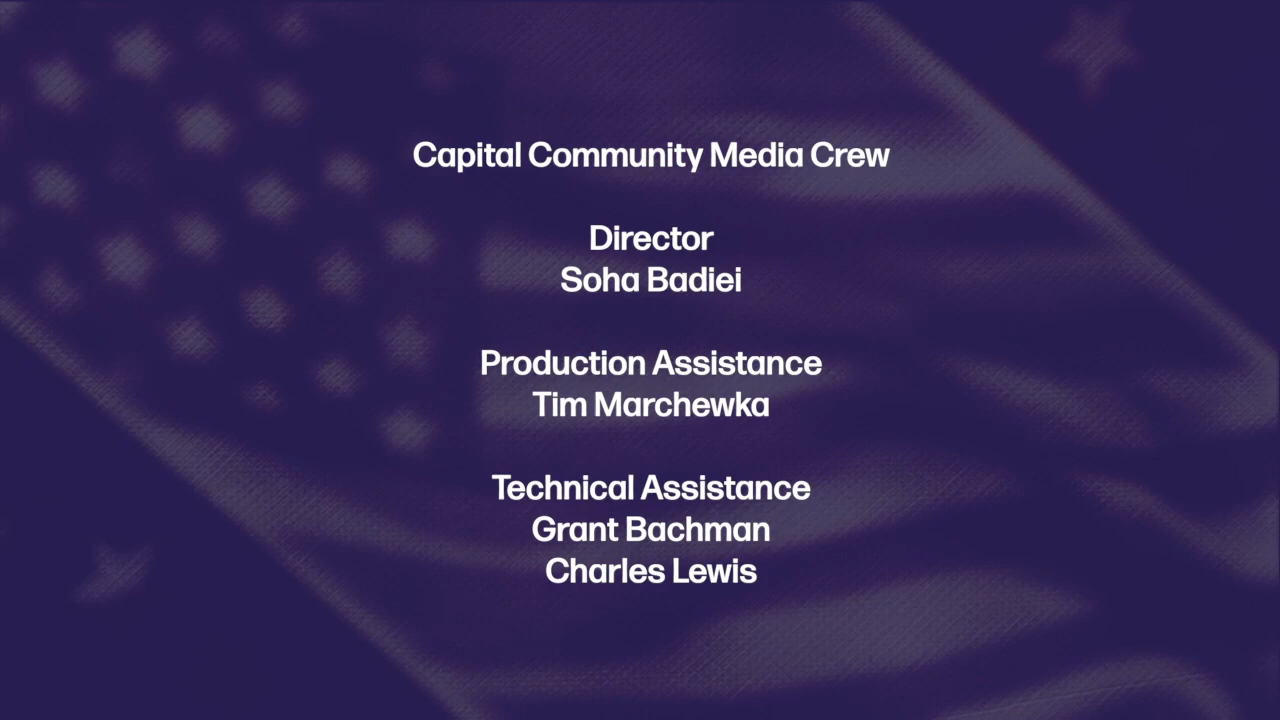 Capital Community Media Crew
Director
Soha Badiei
Production Assistance
Tim Marchewka
Technical Assistance
Grant Bachman
Charles Lewis